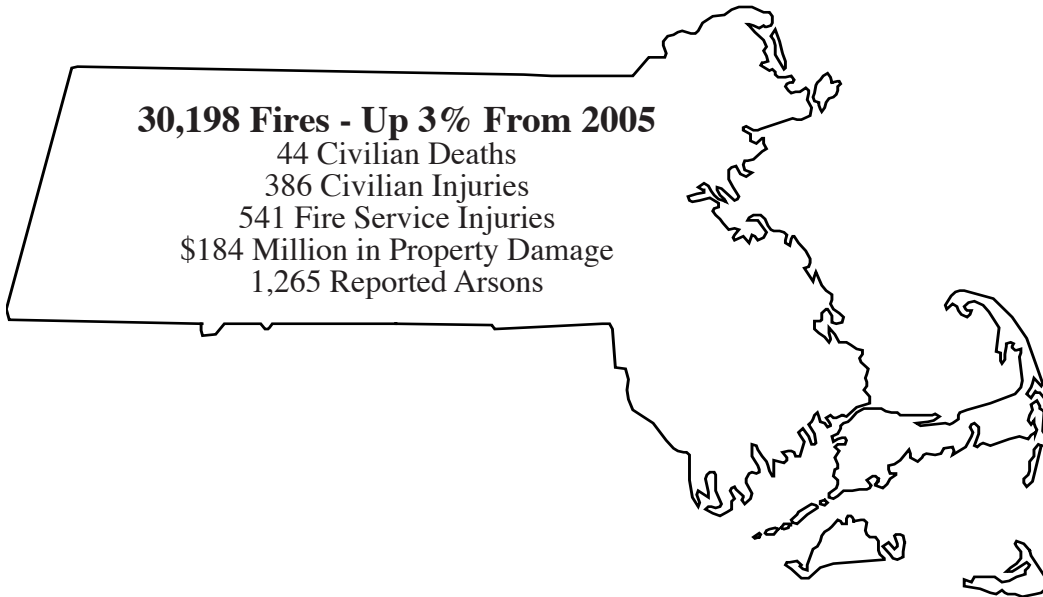 30,198 Fires - Up 3% From 2005
44 Civilian Deaths
386 Civilian Injuries
541 Fire Service Injuries
$184 Million in Property Damage
1,265 Reported Arsons